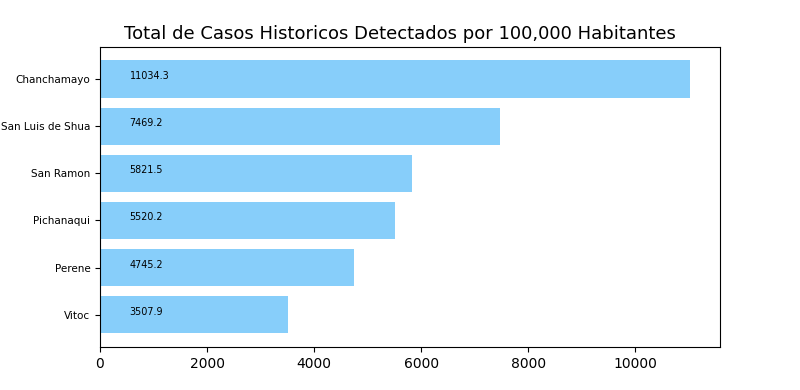 Total de Casos Historicos Detectados por 100,000 Habitantes
Chanchamayo 11034.3
San Luis de Shua 7469.2
San Ramon 5821.5
Pichanaqui 5520.2
Perene 4745.2
Vitoc 3507.9
0 2000 4000 6000 8000 10000